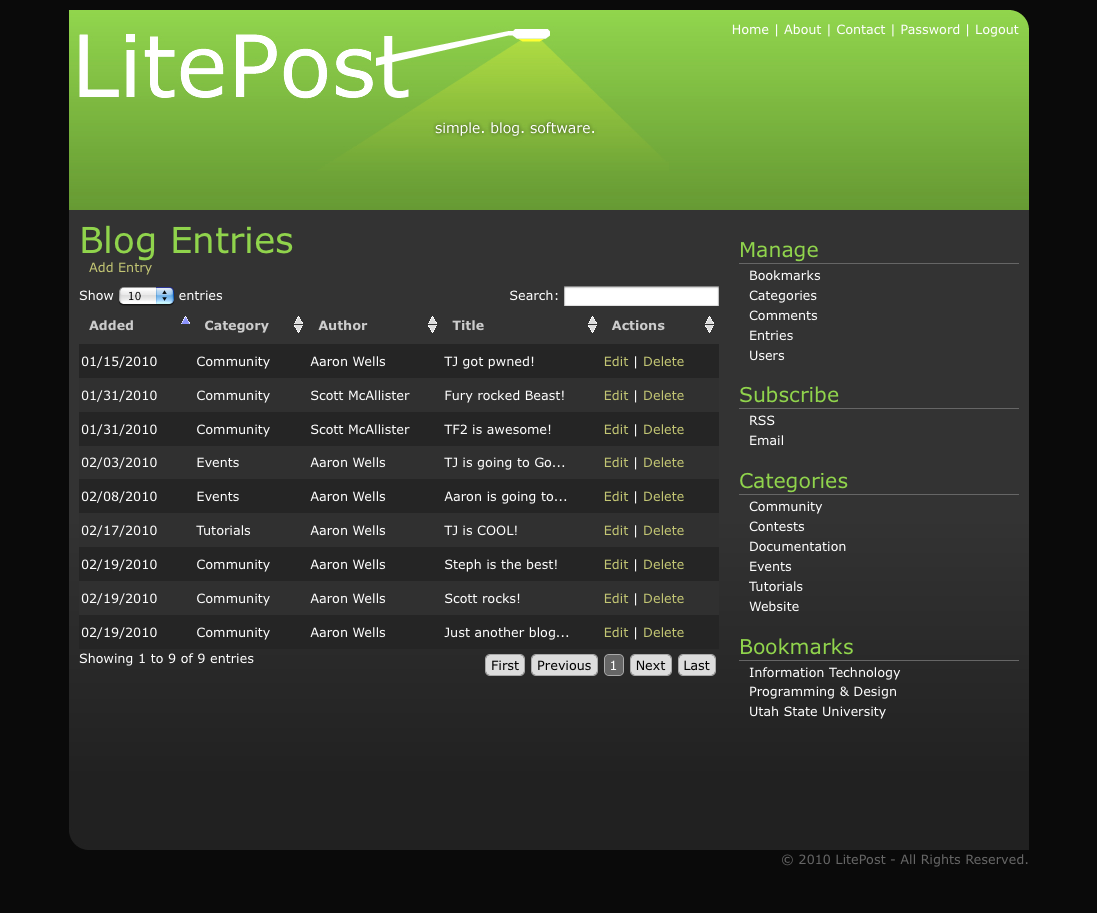 LitePost
Home | About | Contact | Password | Logout
simple. blog. software.
Blog Entries
Add Entry
Show 10 entries
Search:
Added Category Author Title Actions
01/15/2010 Community Aaron Wells TJ got pwned! Edit | Delete
01/31/2010 Community Scott McAllister Fury rocked Beast! Edit | Delete
01/31/2010 Community Scott McAllister TF2 is awesome! Edit | Delete
02/03/2010 Events Aaron Wells TJ is going to Go... Edit | Delete
02/08/2010 Events Aaron Wells Aaron is going to... Edit | Delete
02/17/2010 Tutorials Aaron Wells TJ is COOL! Edit | Delete
02/19/2010 Community Aaron Wells Steph is the best! Edit | Delete
02/19/2010 Community Aaron Wells Scott rocks! Edit | Delete
02/19/2010 Community Aaron Wells Just another blog... Edit | Delete
Showing 1 to 9 of 9 entries
First Previous 1 Next Last
Manage
Bookmarks
Categories
Comments
Entries
Users
Subscribe
RSS
Email
Categories
Community
Contests
Documentation
Events
Tutorials
Website
Bookmarks
Information Technology
Programming & Design
Utah State University
© 2010 LitePost - All Rights Reserved.